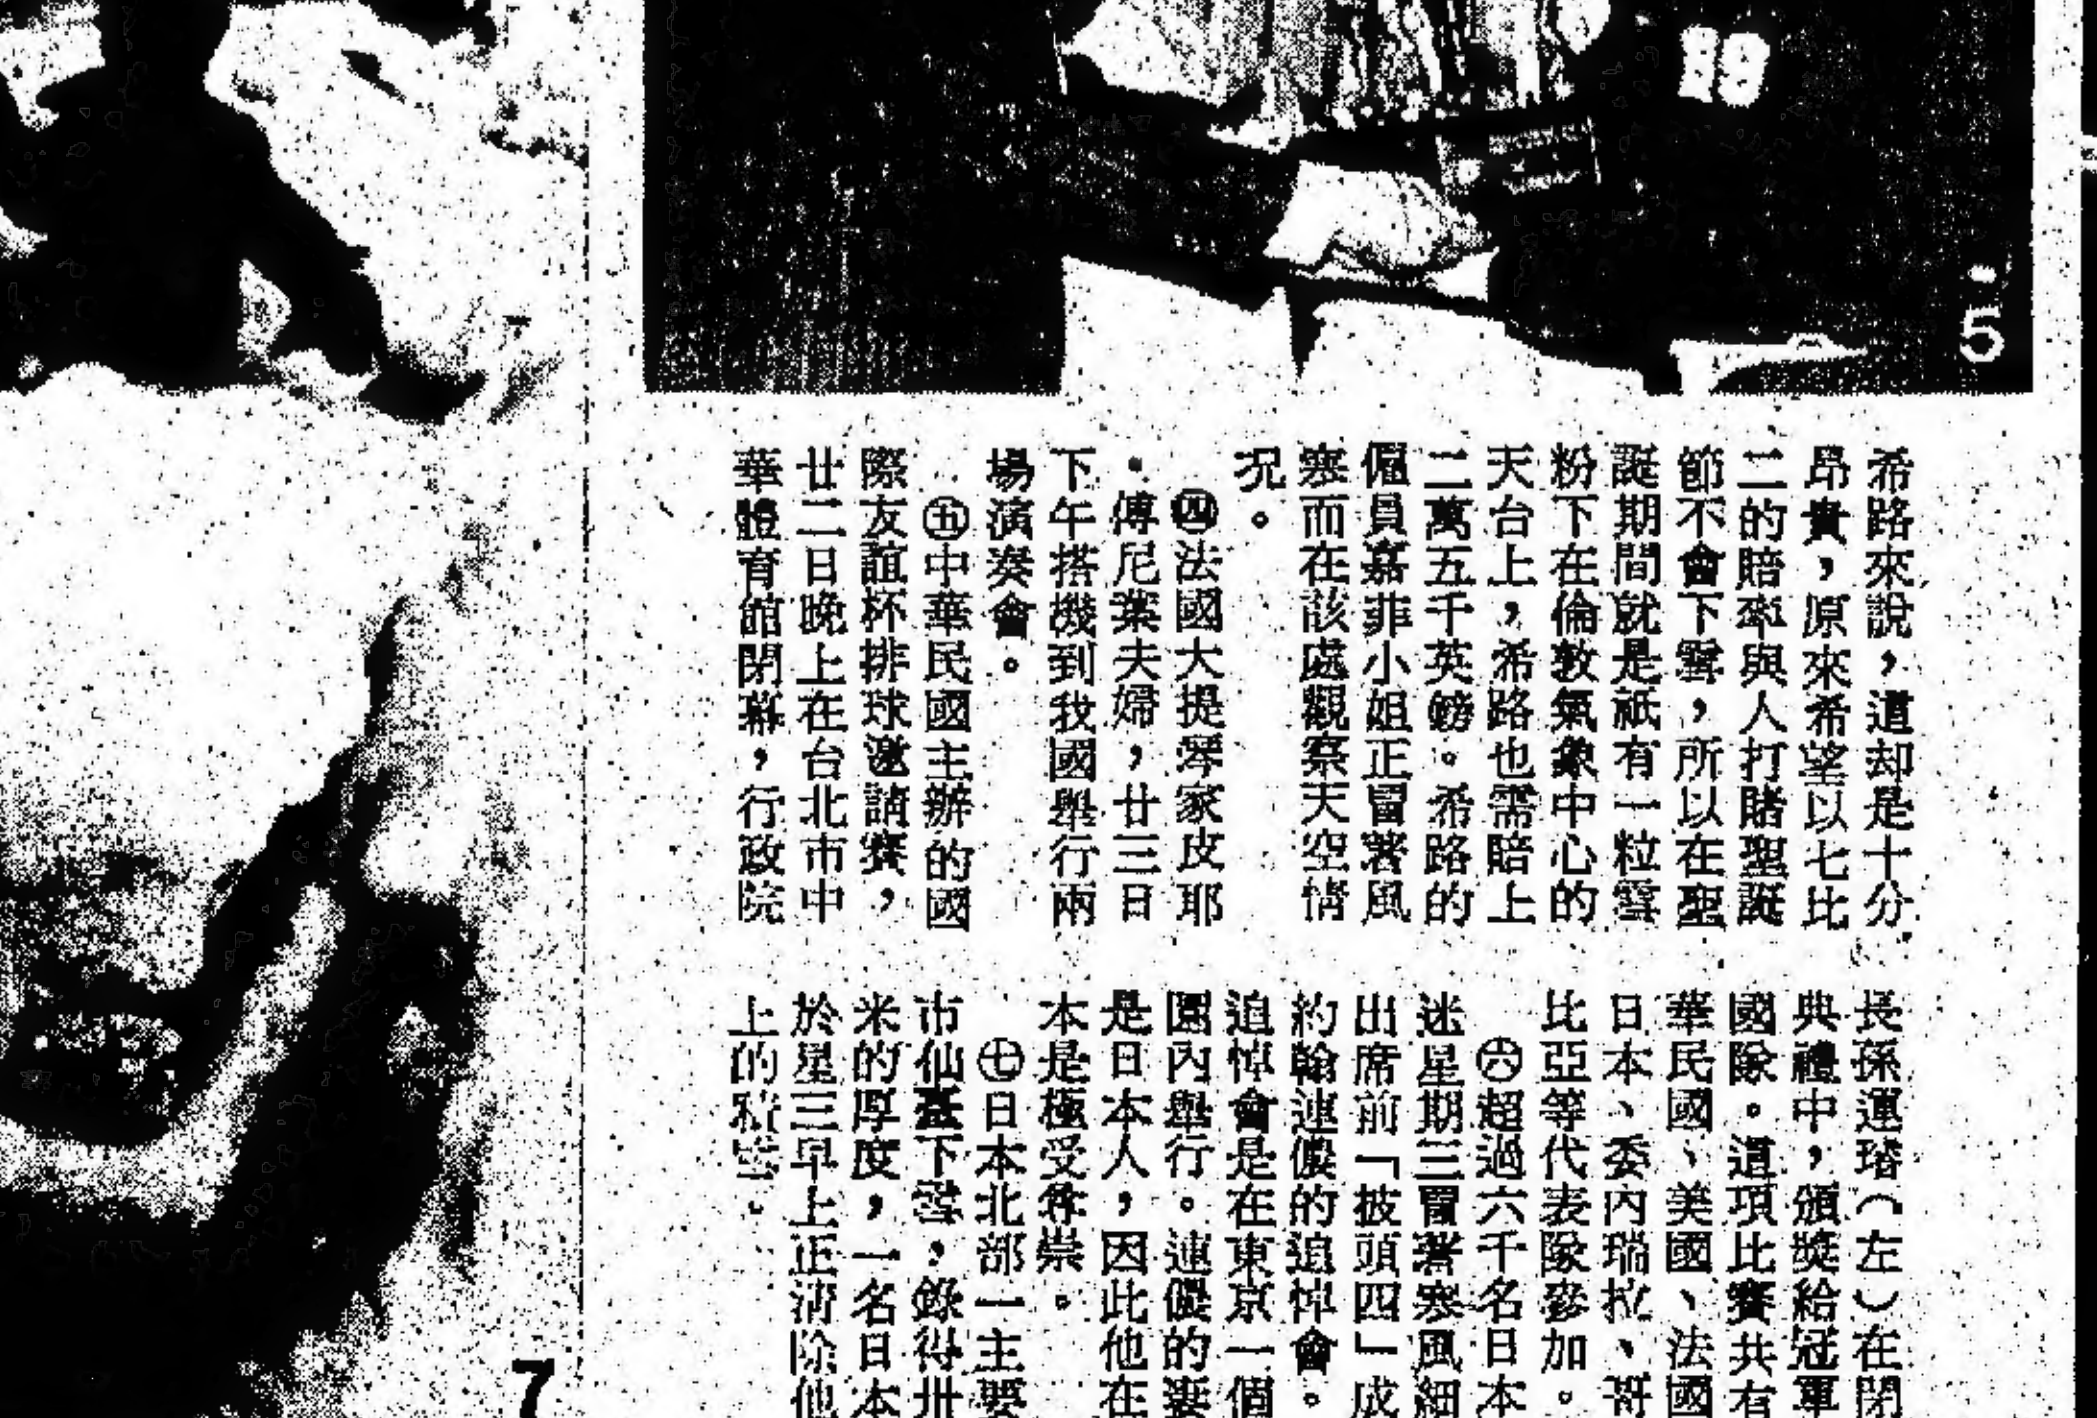 89
5
希路來說，這却是十分
昂貴，原來希望以七比
二的賠率與人打賭聖誕
節不會下雪，所以在聖
誕期間就是祇有一粒雪
粉下在倫敦氣象中心的
天台上，希路也需賠上
二萬五千英鎊。希路的
僱員嘉菲小姐正冒著風
寒而在該處觀察天空情
況。
㊃法國大提琴家皮耶
・傅尼葉夫婦，廿三日
下午搭機到我國舉行兩
場演奏會。
㊄中華民國主辦的國
際友誼杯排球邀請賽，
廿二日晚上在台北市中
華體育館閉幕，行政院
長孫運璿（左）在閉
典禮中，頒獎給冠軍
國隊。這項比賽共有
華民國、美國、法國
日本、委內瑞拉、哥
比亞等代表隊參加。
㊅超過六千名日本
迷星期三冒著寒風細
出席前「披頭四」成
約翰連儂的追悼會。
追悼會是在東京一個
園內舉行。連儂的妻
是日本人，因此他在
本是極受尊崇。
㊆日本北部一主要
市仙臺下雪，錄得卅
米的厚度，一名日本
於星三早上正清除他
上的積雪。
7